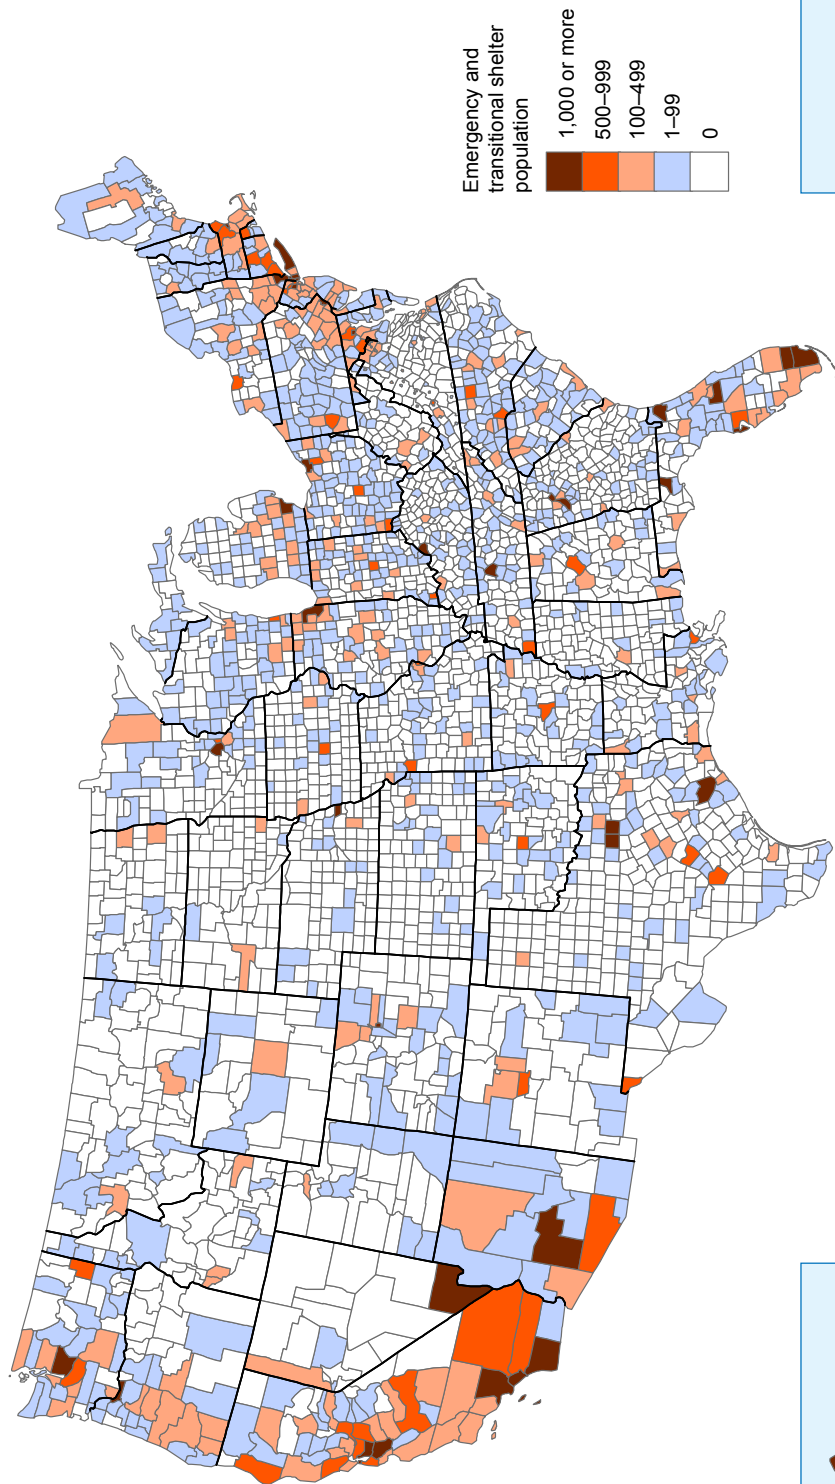 Emergency and
transitional shelter
population
1,000 or more
500–999
100–499
1–99
0